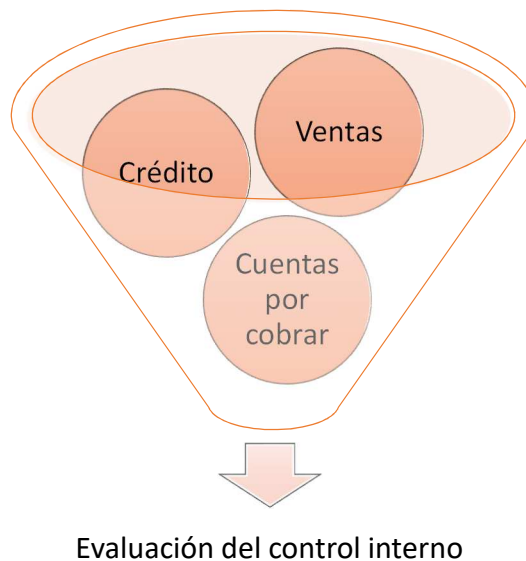 Ventas
Crédito
Cuentas
por
cobrar
Evaluación del control interno